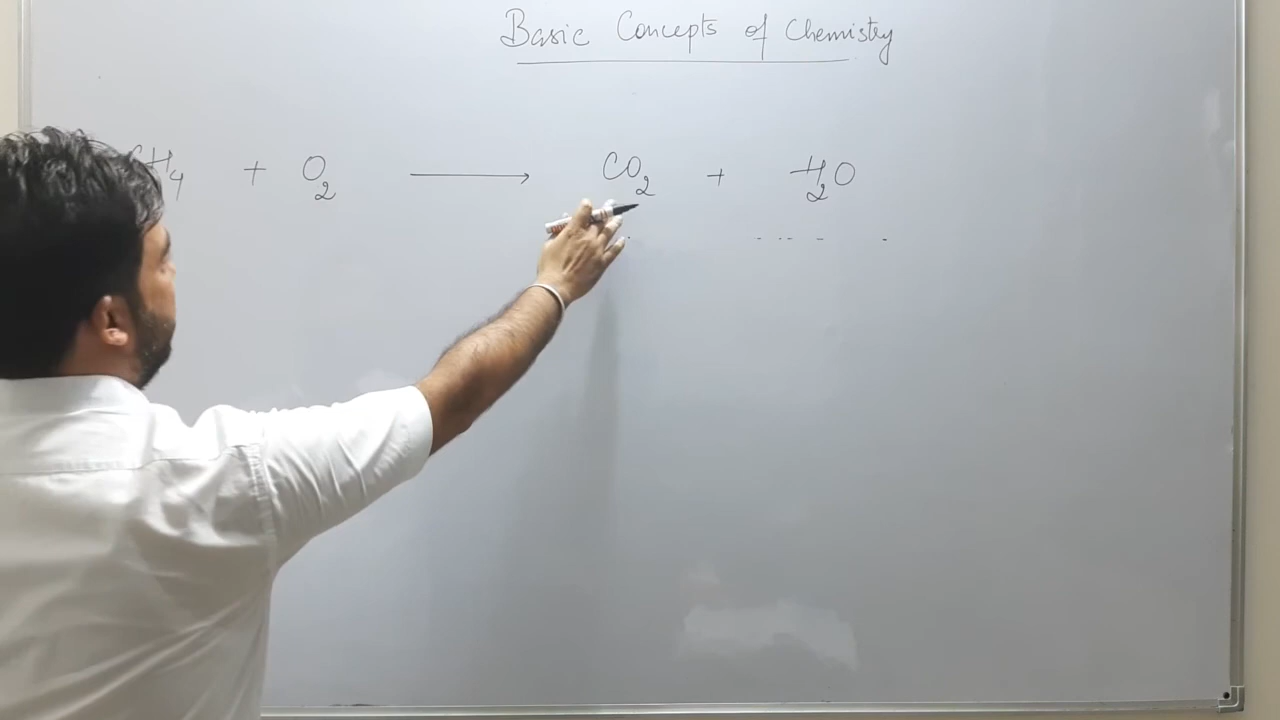 Basic Concepts of Chemistry
CH4 + O2 ⟶ CO2 + H2O